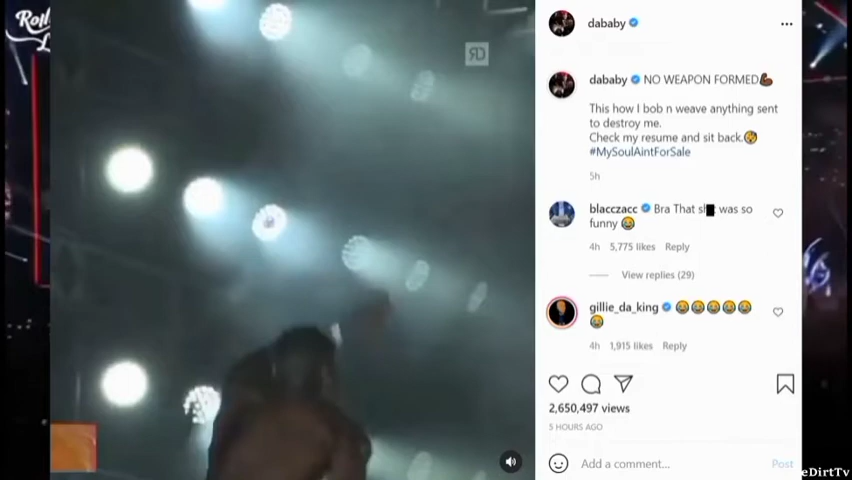 dababy
dababy NO WEAPON FORMED💪🏾
This how I bob n weave anything sent
to destroy me.
Check my resume and sit back.
#MySoulAintForSale
5h
blacczacc Bra That sh█t was so
funny 😂
4h 5,775 likes Reply
View replies (29)
gillie_da_king 😂😂😂😂😂
😂
4h 1,915 likes Reply
2,650,497 views
5 HOURS AGO
Add a comment... Post
eDirtTv